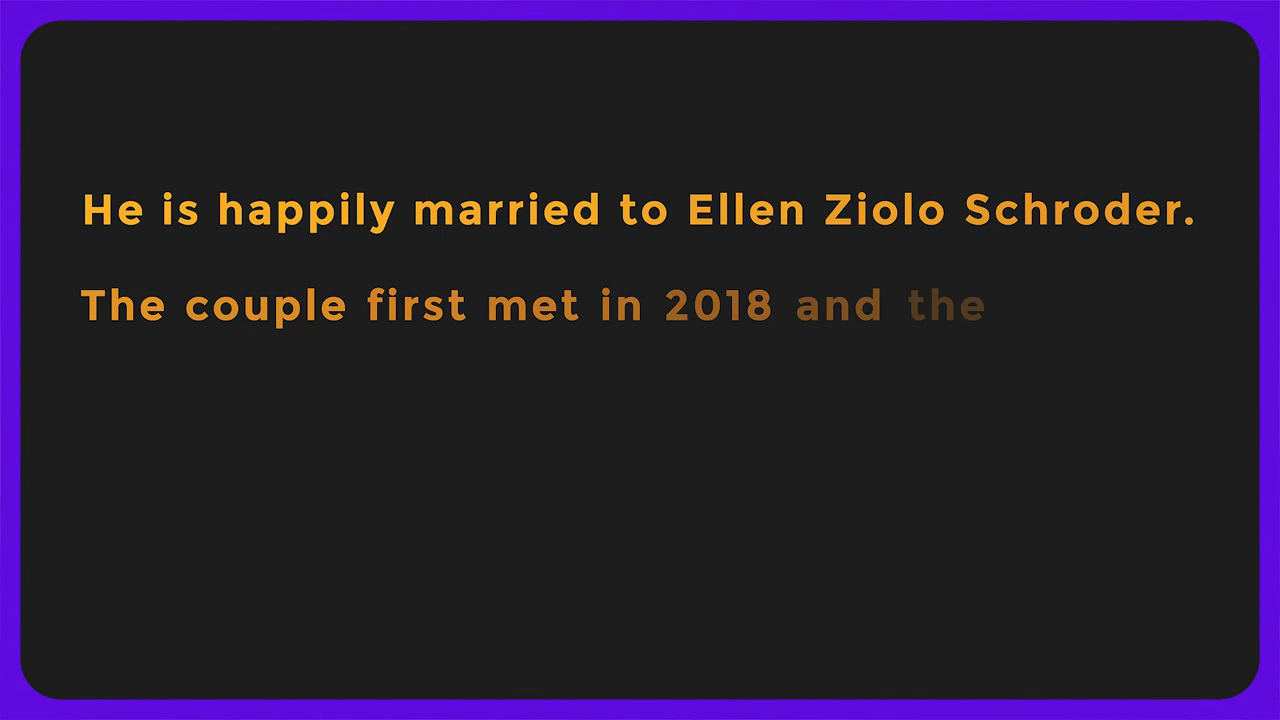 He is happily married to Ellen Ziolo Schroder.
The couple first met in 2018 and the